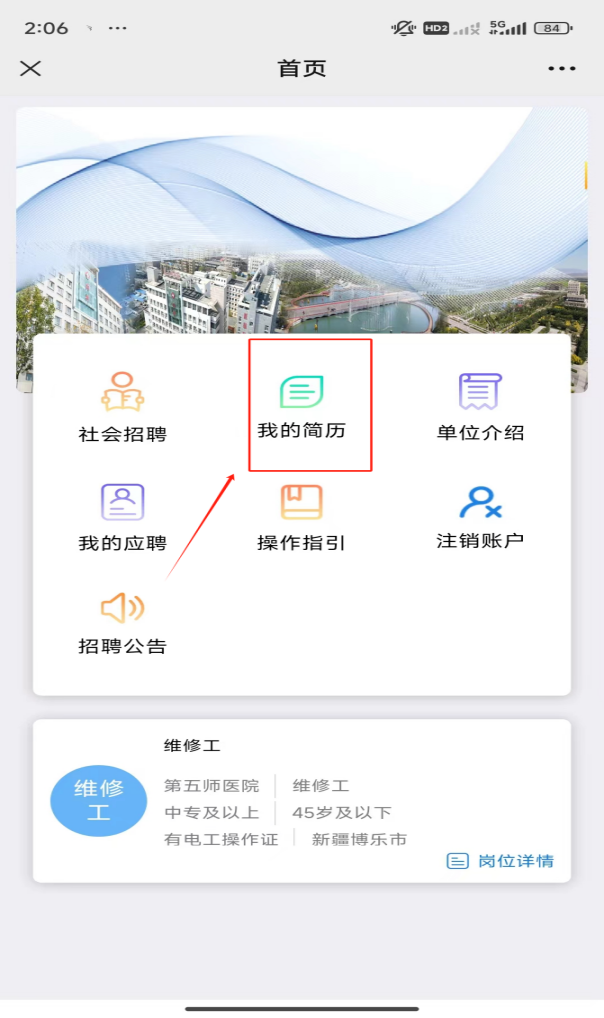 2:06
HD2
5G
84
首页
社会招聘
我的简历
单位介绍
我的应聘
操作指引
注销账户
招聘公告
维修工
维修
工
第五师医院 维修工
中专及以上 45岁及以下
有电工操作证 新疆博乐市
岗位详情